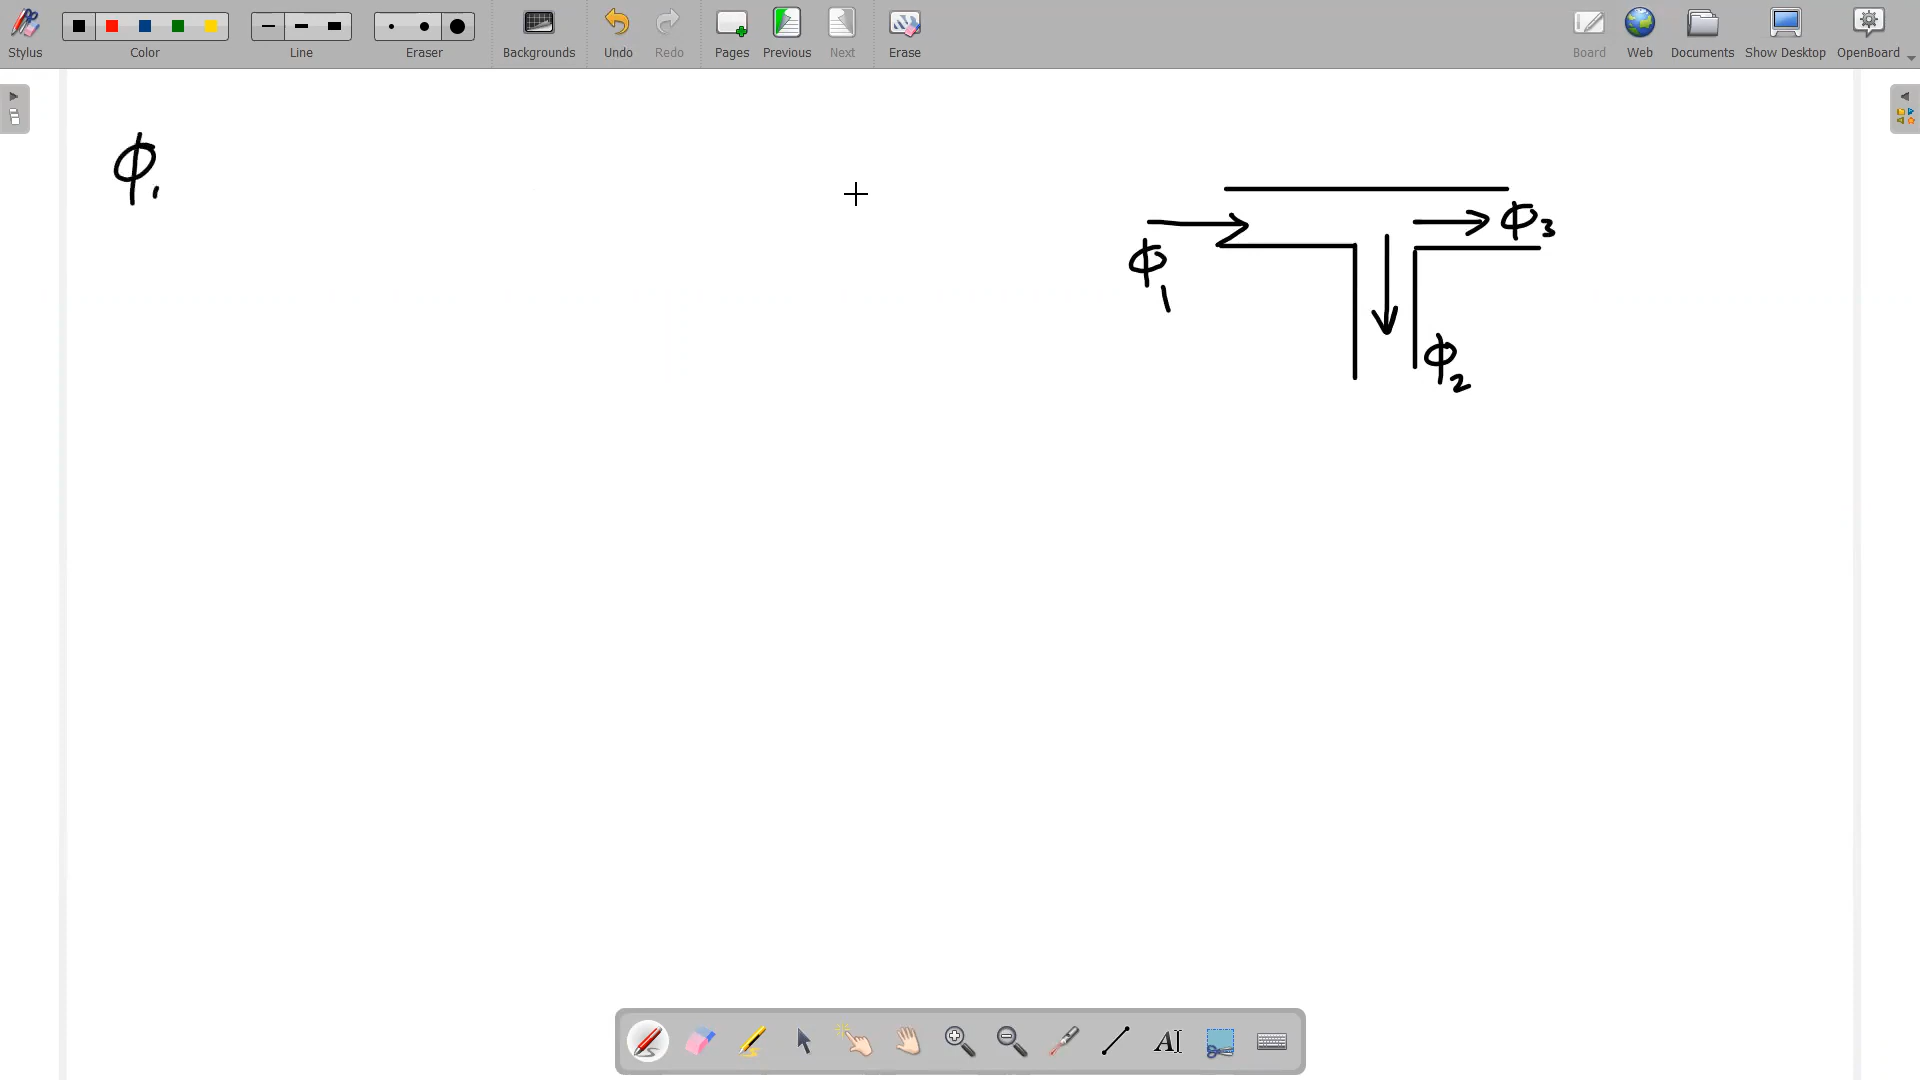 Stylus
Color
Line
Eraser
Backgrounds
Undo
Redo
Pages
Previous
Next
Erase
Board
Web
Documents
Show Desktop
OpenBoard
ϕ₁
ϕ₃
ϕ₁
ϕ₂